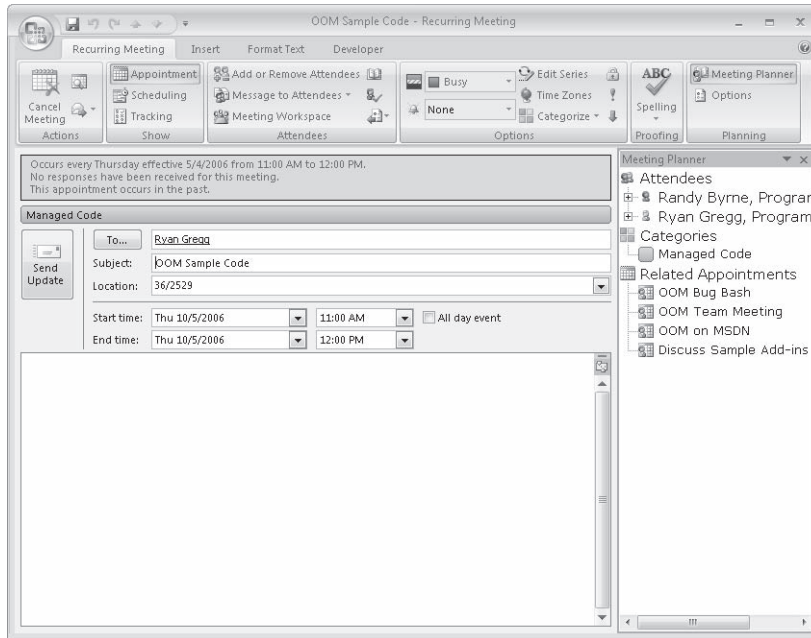 OOM Sample Code - Recurring Meeting
Recurring Meeting Insert Format Text Developer
Cancel Meeting
Actions
Appointment
Scheduling
Tracking
Show
Add or Remove Attendees
Message to Attendees
Meeting Workspace
Attendees
Busy
None
Edit Series
Time Zones
Categorize
Options
ABC
Spelling
Proofing
Meeting Planner
Options
Planning
Occurs every Thursday effective 5/4/2006 from 11:00 AM to 12:00 PM.
No responses have been received for this meeting.
This appointment occurs in the past.
Managed Code
Send Update
To... Ryan Gregg
Subject: OOM Sample Code
Location: 36/2529
Start time: Thu 10/5/2006 11:00 AM All day event
End time: Thu 10/5/2006 12:00 PM
Meeting Planner
Attendees
Randy Byrne, Program
Ryan Gregg, Program
Categories
Managed Code
Related Appointments
OOM Bug Bash
OOM Team Meeting
OOM on MSDN
Discuss Sample Add-ins